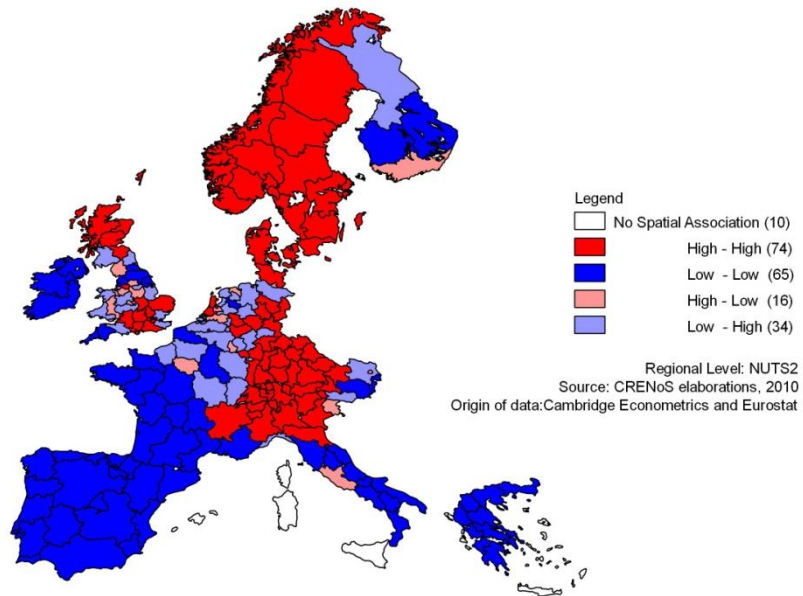 Legend
No Spatial Association (10)
High - High (74)
Low - Low (65)
High - Low (16)
Low - High (34)
Regional Level: NUTS2
Source: CRENoS elaborations, 2010
Origin of data:Cambridge Econometrics and Eurostat